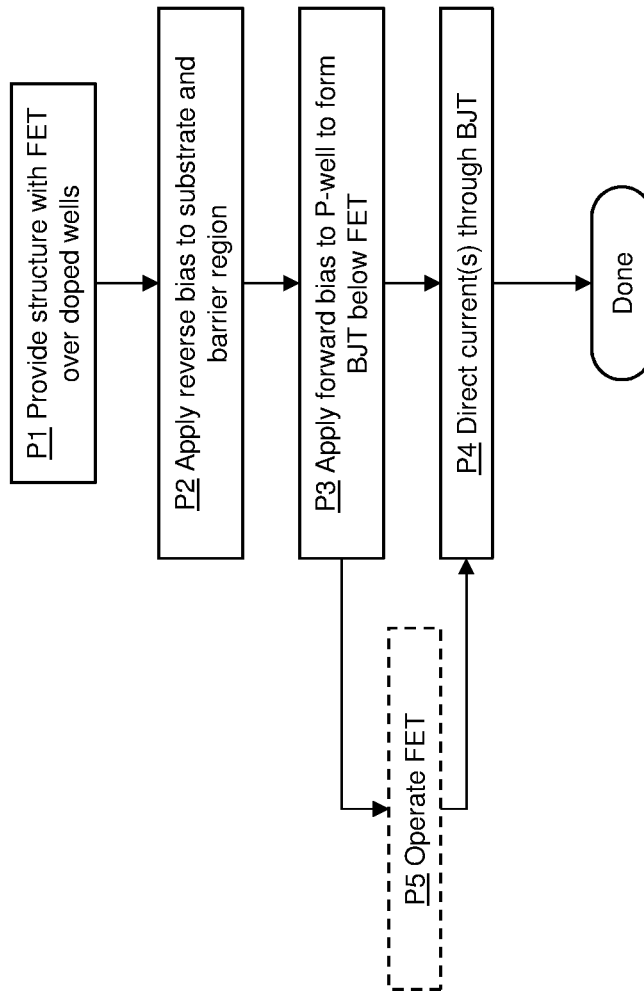 P1 Provide structure with FET
over doped wells
P2 Apply reverse bias to substrate and
barrier region
P3 Apply forward bias to P-well to form
BJT below FET
P5 Operate FET
P4 Direct current(s) through BJT
Done